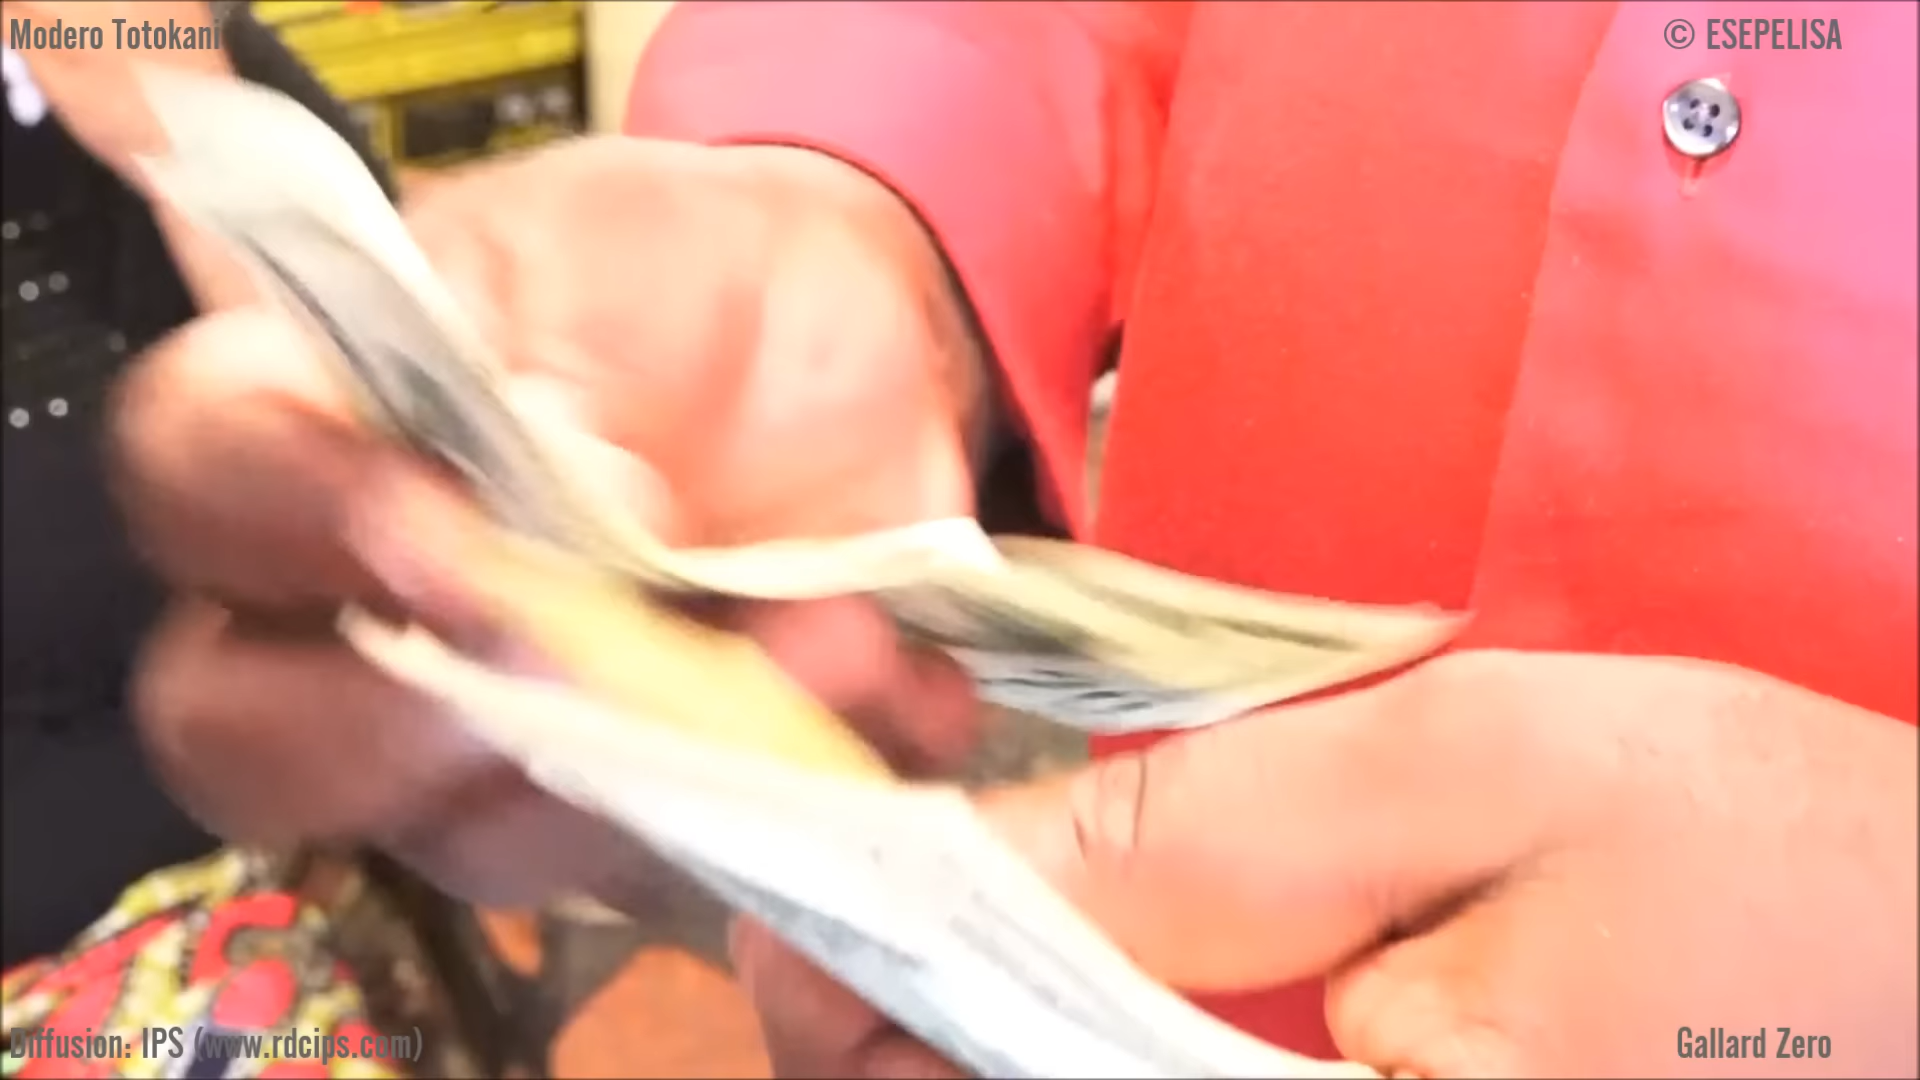 Modero Totokani
© ESEPELISA
Diffusion: IPS (www.rdcips.com)
Gallard Zero